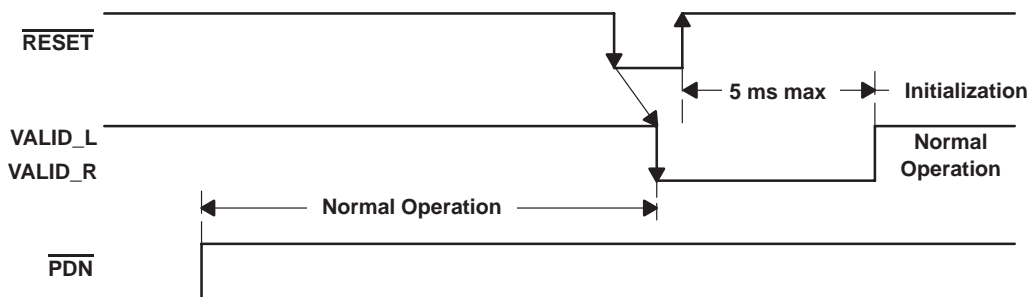 RESET
5 ms max
Initialization
VALID_L
VALID_R
Normal
Operation
Normal Operation
PDN